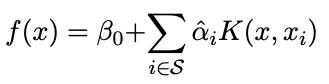 f(x) = β₀+∑ α̂ᵢK(x, xᵢ)
i∈𝒮